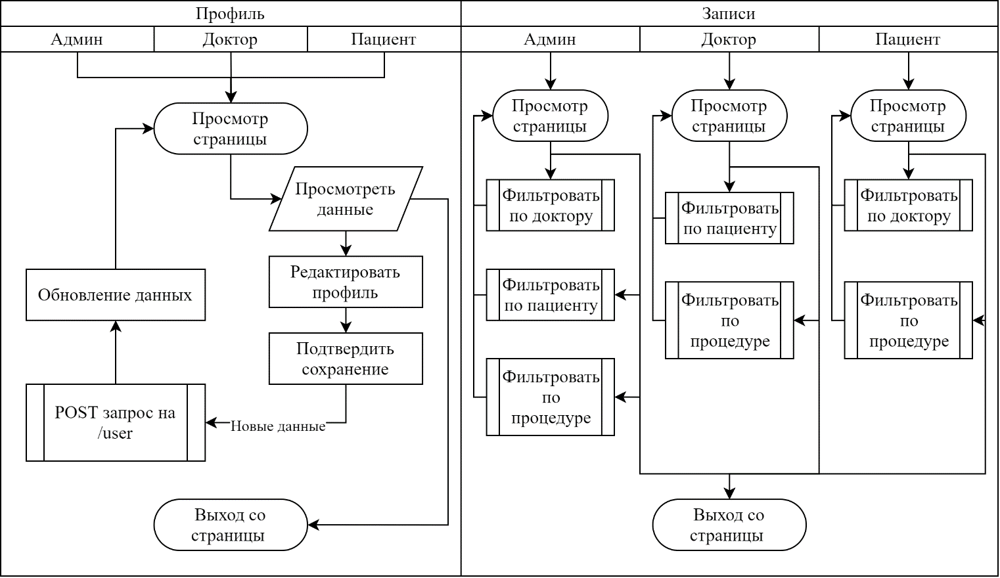 Профиль
Записи
Админ
Доктор
Пациент
Админ
Доктор
Пациент
Просмотр
страницы
Просмотреть
данные
Редактировать
профиль
Подтвердить
сохранение
Новые данные
POST запрос на
/user
Обновление данных
Выход со
страницы
Просмотр
страницы
Фильтровать
по доктору
Фильтровать
по пациенту
Фильтровать
по
процедуре
Просмотр
страницы
Фильтровать
по пациенту
Фильтровать
по
процедуре
Просмотр
страницы
Фильтровать
по доктору
Фильтровать
по
процедуре
Выход со
страницы